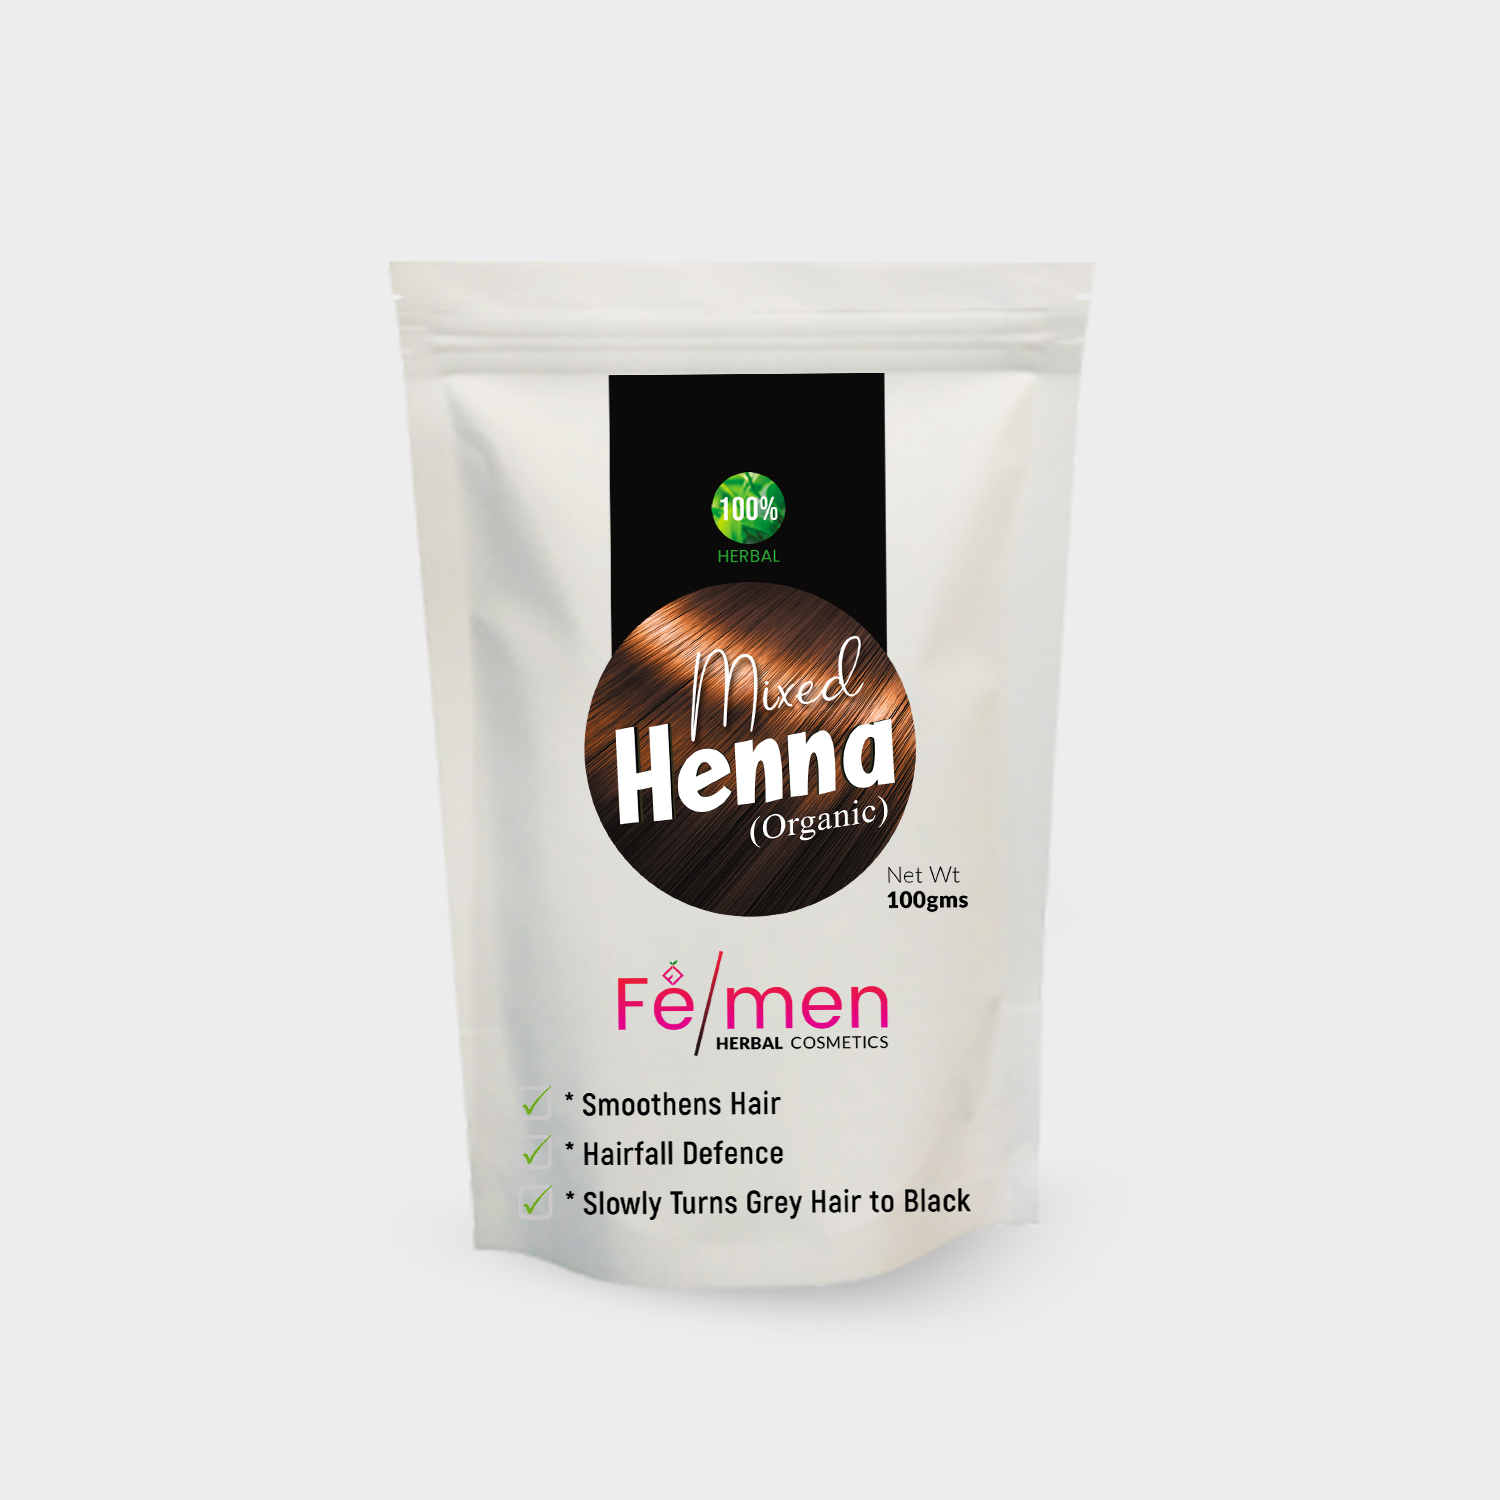 100%
HERBAL
Mixed
Henna
(Organic)
Net Wt
100gms
Fe/men
HERBAL COSMETICS
* Smoothens Hair
* Hairfall Defence
* Slowly Turns Grey Hair to Black